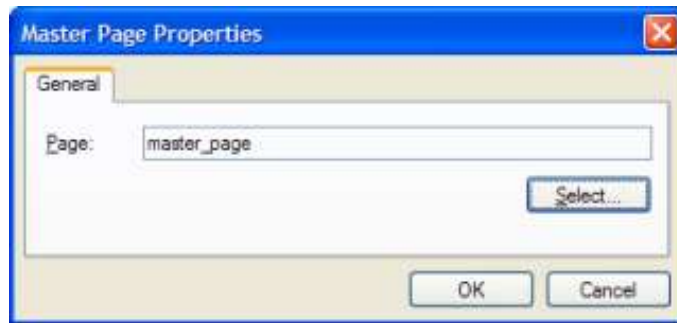 Master Page Properties
General
Page: master_page
Select...
OK Cancel